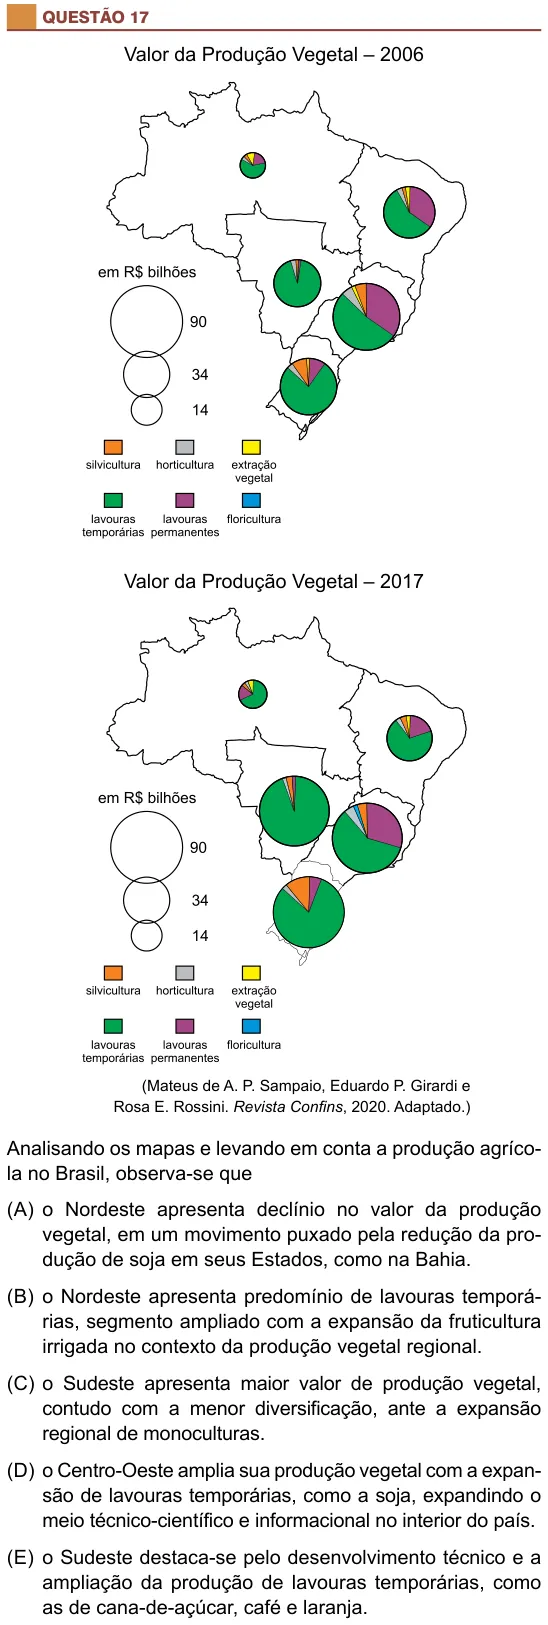 QUESTÃO 17
Valor da Produção Vegetal – 2006
em R$ bilhões
90
34
14
silvicultura horticultura extração
vegetal
lavouras lavouras floricultura
temporárias permanentes
Valor da Produção Vegetal – 2017
em R$ bilhões
90
34
14
silvicultura horticultura extração
vegetal
lavouras lavouras floricultura
temporárias permanentes
(Mateus de A. P. Sampaio, Eduardo P. Girardi e
Rosa E. Rossini. Revista Confins, 2020. Adaptado.)
Analisando os mapas e levando em conta a produção agríco-
la no Brasil, observa-se que
(A) o Nordeste apresenta declínio no valor da produção
vegetal, em um movimento puxado pela redução da pro-
dução de soja em seus Estados, como na Bahia.
(B) o Nordeste apresenta predomínio de lavouras temporá-
rias, segmento ampliado com a expansão da fruticultura
irrigada no contexto da produção vegetal regional.
(C) o Sudeste apresenta maior valor de produção vegetal,
contudo com a menor diversificação, ante a expansão
regional de monoculturas.
(D) o Centro-Oeste amplia sua produção vegetal com a expan-
são de lavouras temporárias, como a soja, expandindo o
meio técnico-científico e informacional no interior do país.
(E) o Sudeste destaca-se pelo desenvolvimento técnico e a
ampliação da produção de lavouras temporárias, como
as de cana-de-açúcar, café e laranja.